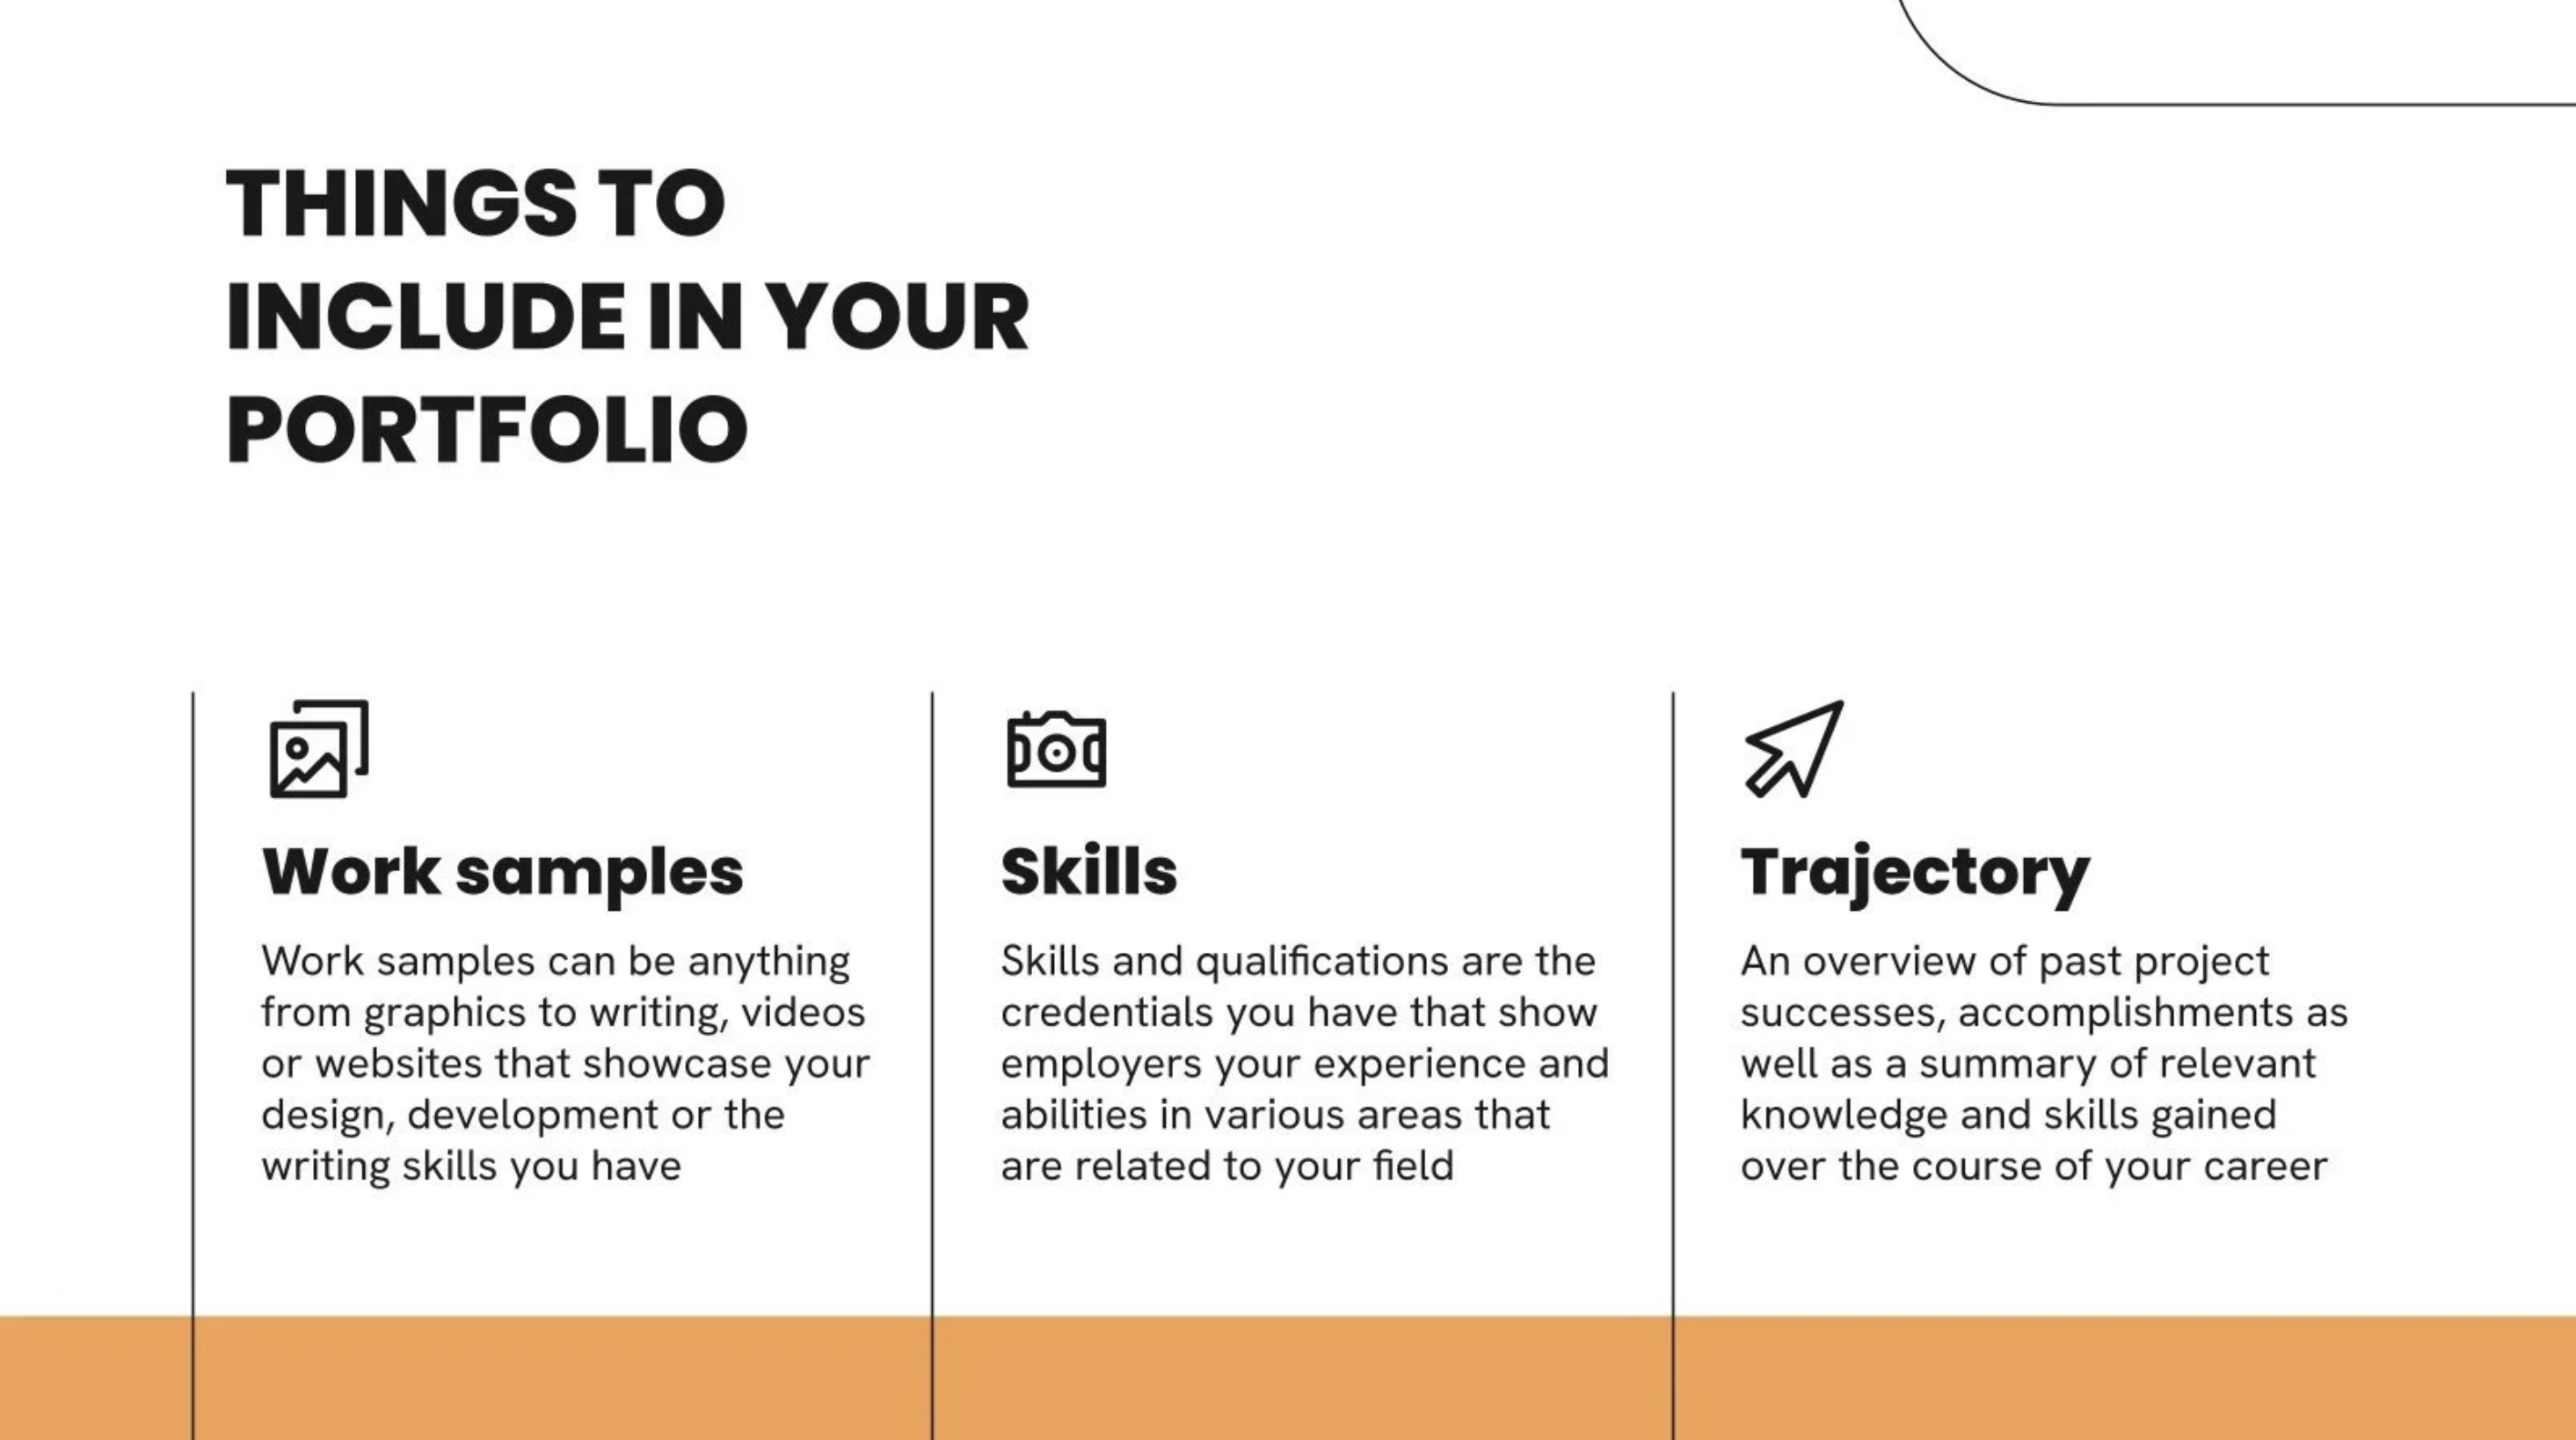 THINGS TO
INCLUDE IN YOUR
PORTFOLIO
Work samples
Work samples can be anything
from graphics to writing, videos
or websites that showcase your
design, development or the
writing skills you have
Skills
Skills and qualifications are the
credentials you have that show
employers your experience and
abilities in various areas that
are related to your field
Trajectory
An overview of past project
successes, accomplishments as
well as a summary of relevant
knowledge and skills gained
over the course of your career